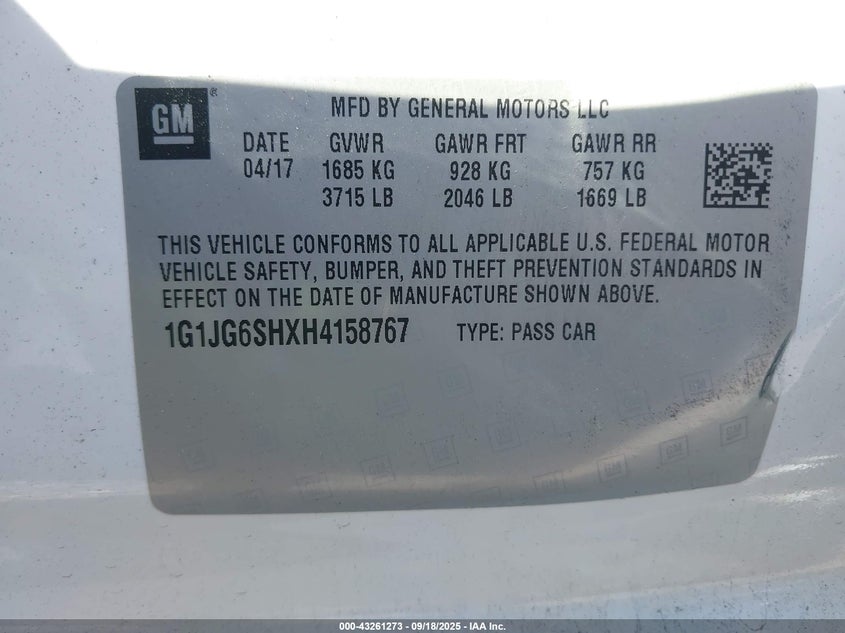 GM®
MFD BY GENERAL MOTORS LLC
DATE GVWR GAWR FRT GAWR RR
04/17 1685 KG 928 KG 757 KG
3715 LB 2046 LB 1669 LB
THIS VEHICLE CONFORMS TO ALL APPLICABLE U.S. FEDERAL MOTOR
VEHICLE SAFETY, BUMPER, AND THEFT PREVENTION STANDARDS IN
EFFECT ON THE DATE OF MANUFACTURE SHOWN ABOVE.
1G1JG6SHXH4158767 TYPE: PASS CAR
000-43261273 - 09/18/2025 - IAA Inc.